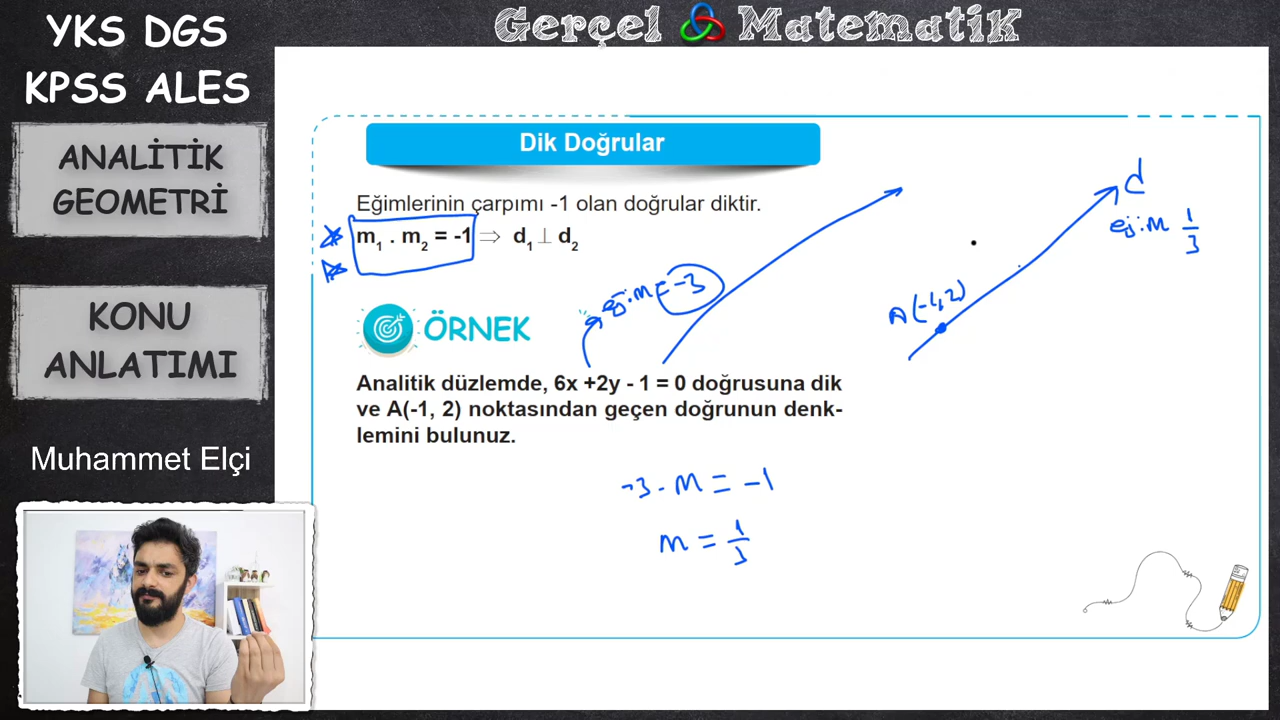 YKS DGS
KPSS ALES
ANALİTİK
GEOMETRİ
KONU
ANLATIMI
Muhammet Elçi
Gerçel Matematik
Dik Doğrular
Eğimlerinin çarpımı -1 olan doğrular diktir.
m₁ . m₂ = -1 ⇒ d₁ ⊥ d₂
eğim = -3
d
eğim 1/3
A(-1,2)
ÖRNEK
Analitik düzlemde, 6x +2y - 1 = 0 doğrusuna dik
ve A(-1, 2) noktasından geçen doğrunun denk-
lemini bulunuz.
-3 . m = -1
m = 1/3